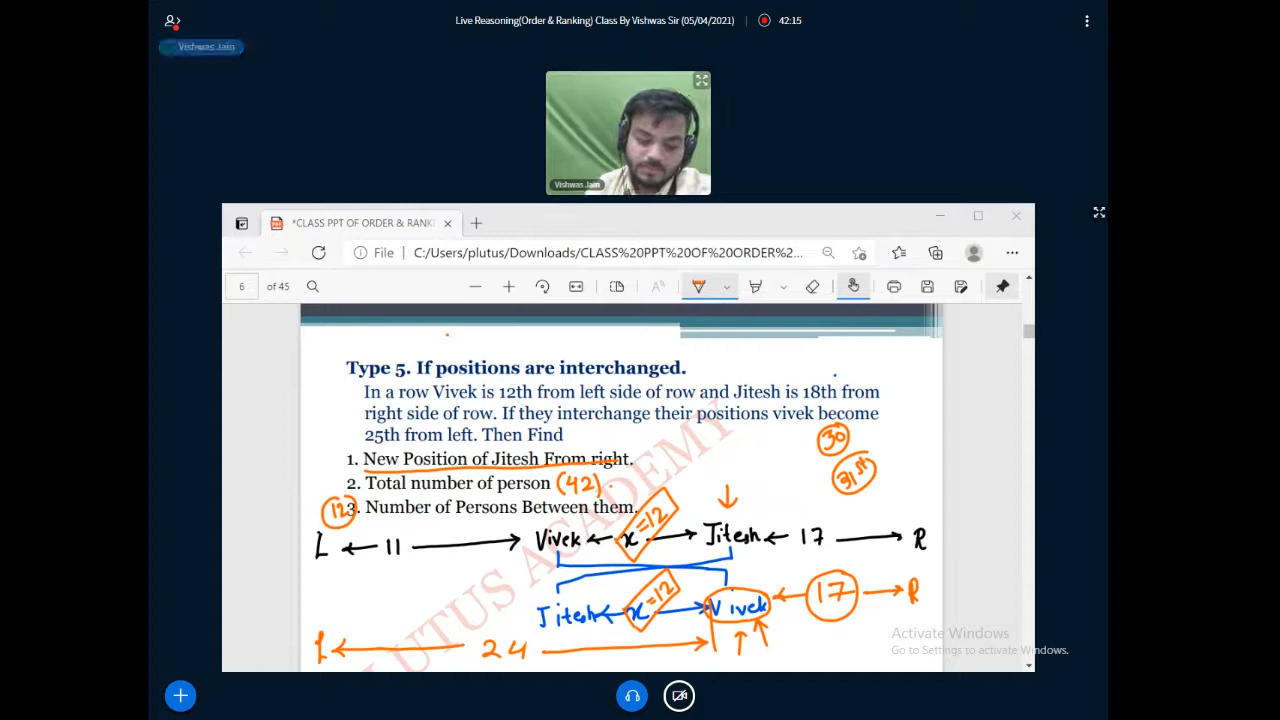 Live Reasoning(Order & Ranking) Class By Vishwas Sir (05/04/2021)
42:15
Vishwas Jain
Vishwas Jain
*CLASS PPT OF ORDER & RANKI
File
C:/Users/plutus/Downloads/CLASS%20PPT%20OF%20ORDER%2...
6 of 45
Type 5. If positions are interchanged.
In a row Vivek is 12th from left side of row and Jitesh is 18th from
right side of row. If they interchange their positions vivek become
25th from left. Then Find
30
1. New Position of Jitesh From right.
31st
2. Total number of person (42)
12
3. Number of Persons Between them.
L 11 Vivek x=12 Jitesh 17 R
Jitesh x=12 Vivek 17 R
L 24
LUTUS ACADEMY
Activate Windows
Go to Settings to activate Windows.